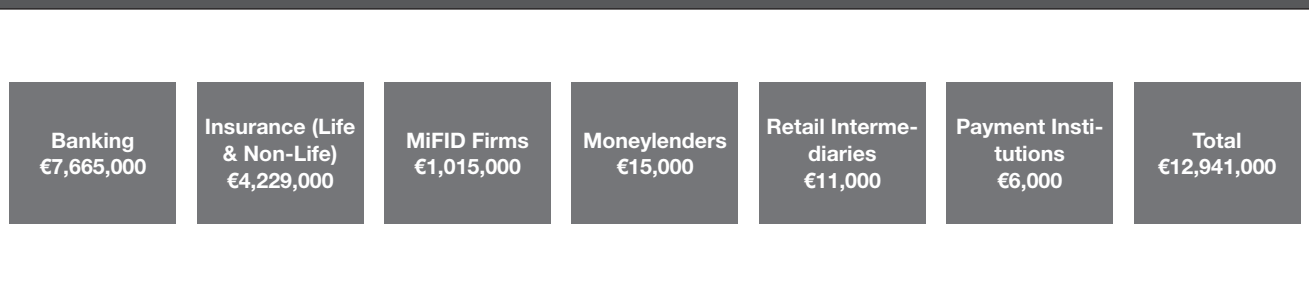 Banking
€7,665,000
Insurance (Life
& Non-Life)
€4,229,000
MiFID Firms
€1,015,000
Moneylenders
€15,000
Retail Interme-
diaries
€11,000
Payment Insti-
tutions
€6,000
Total
€12,941,000